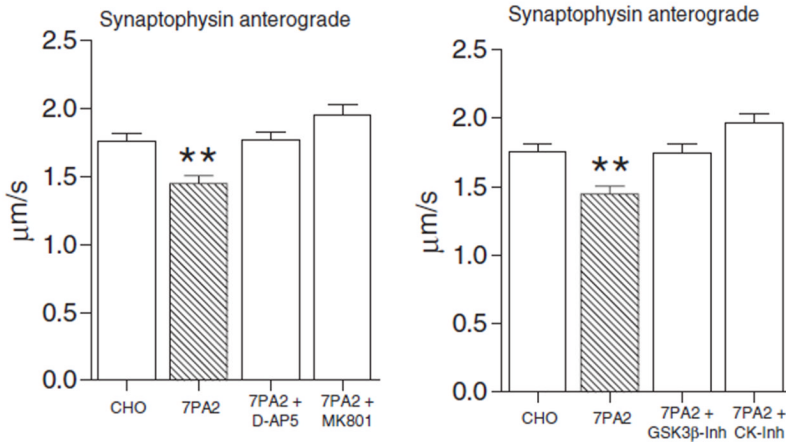 Synaptophysin anterograde
2.5
2.0
1.5
1.0
0.5
0.0
μm/s
**
CHO
7PA2
7PA2 +
D-AP5
7PA2 +
MK801
Synaptophysin anterograde
2.5
2.0
1.5
1.0
0.5
0.0
μm/s
**
CHO
7PA2
7PA2 +
GSK3β-Inh
7PA2 +
CK-Inh